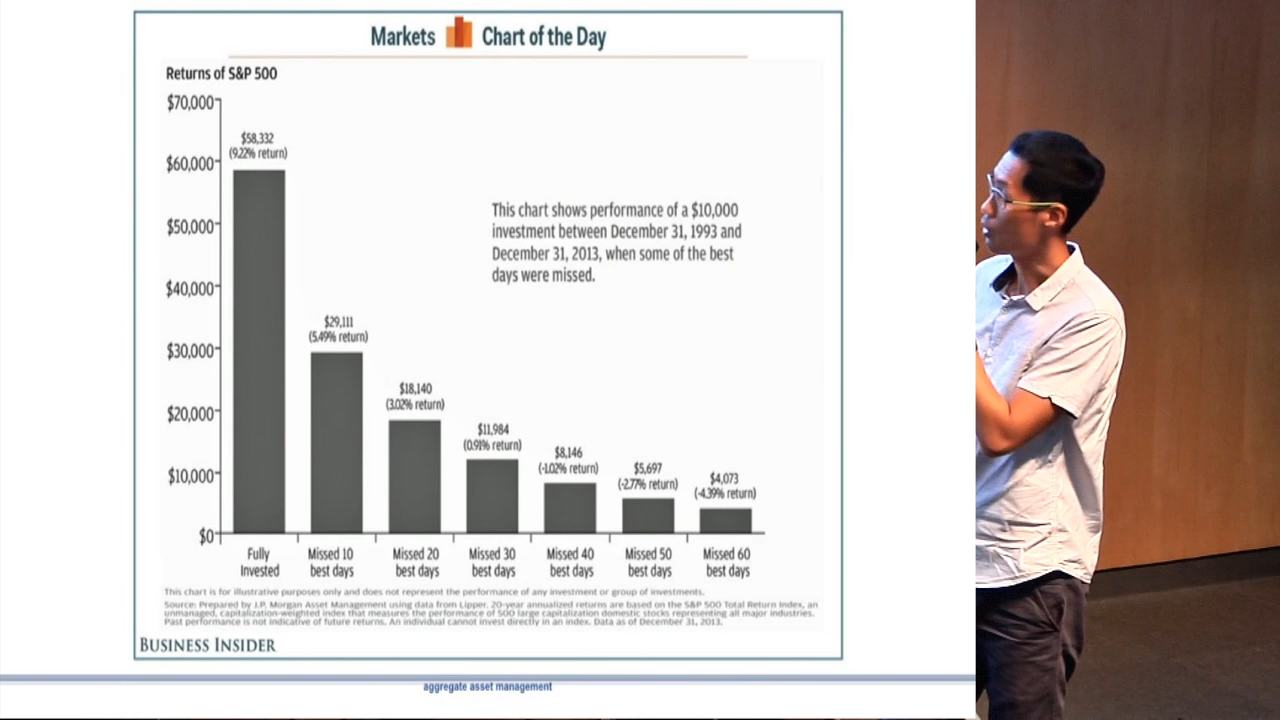 Markets Chart of the Day
Returns of S&P 500
$70,000
$60,000
$50,000
$40,000
$30,000
$20,000
$10,000
$0
$58,332
(9.22% return)
$29,111
(5.49% return)
$18,140
(3.02% return)
$11,984
(0.91% return)
$8,146
(-1.02% return)
$5,697
(-2.77% return)
$4,073
(-4.39% return)
This chart shows performance of a $10,000
investment between December 31, 1993 and
December 31, 2013, when some of the best
days were missed.
Fully
Invested
Missed 10
best days
Missed 20
best days
Missed 30
best days
Missed 40
best days
Missed 50
best days
Missed 60
best days
This chart is for illustrative purposes only and does not represent the performance of any investment or group of investments.
Source: Prepared by J.P. Morgan Asset Management using data from Lipper. 20-year annualized returns are based on the S&P 500 Total Return Index, an
unmanaged, capitalization-weighted index that measures the performance of 500 large capitalization domestic stocks representing all major industries.
Past performance is not indicative of future returns. An individual cannot invest directly in an index. Data as of December 31, 2013.
BUSINESS INSIDER
aggregate asset management